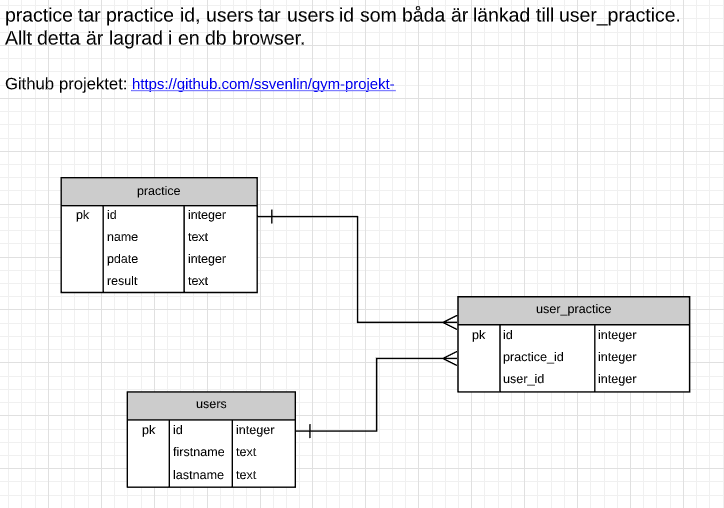 practice tar practice id, users tar users id som båda är länkad till user_practice.
Allt detta är lagrad i en db browser.
Github projektet: https://github.com/ssvenlin/gym-projekt-
practice
pk id integer
name text
pdate integer
result text
user_practice
pk id integer
practice_id integer
user_id integer
users
pk id integer
firstname text
lastname text